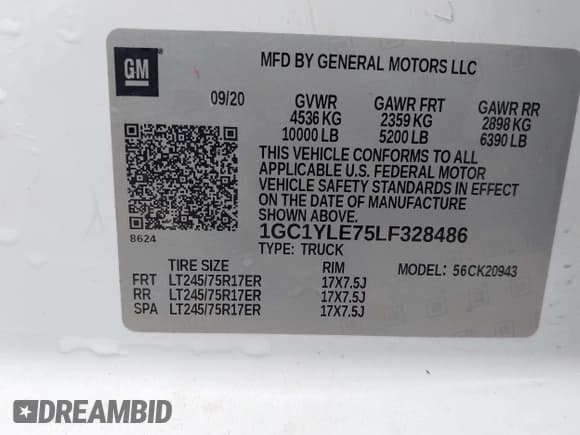 GM
MFD BY GENERAL MOTORS LLC
09/20 GVWR GAWR FRT GAWR RR
4536 KG 2359 KG 2898 KG
10000 LB 5200 LB 6390 LB
THIS VEHICLE CONFORMS TO ALL
APPLICABLE U.S. FEDERAL MOTOR
VEHICLE SAFETY STANDARDS IN EFFECT
ON THE DATE OF MANUFACTURE SHOWN ABOVE.
8624 1GC1YLE75LF328486
TYPE: TRUCK
TIRE SIZE RIM MODEL: 56CK20943
FRT LT245/75R17ER 17X7.5J
RR LT245/75R17ER 17X7.5J
SPA LT245/75R17ER 17X7.5J
DREAMBID